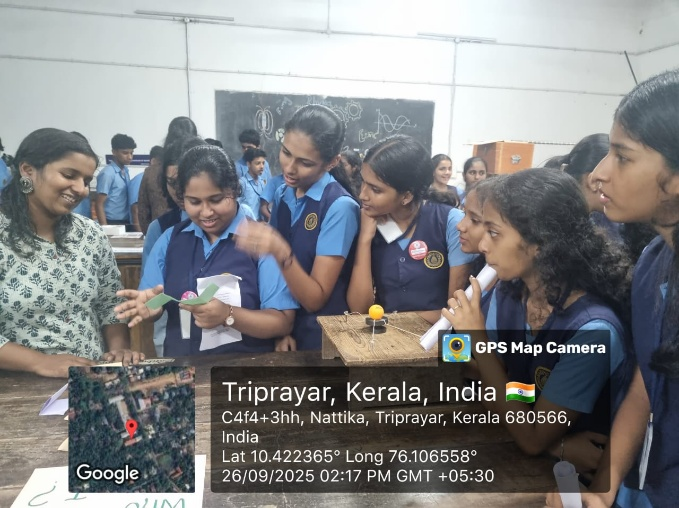 GPS Map Camera
Triprayar, Kerala, India 🇮🇳
C4f4+3hh, Nattika, Triprayar, Kerala 680566,
India
Lat 10.422365° Long 76.106558°
26/09/2025 02:17 PM GMT +05:30
Google